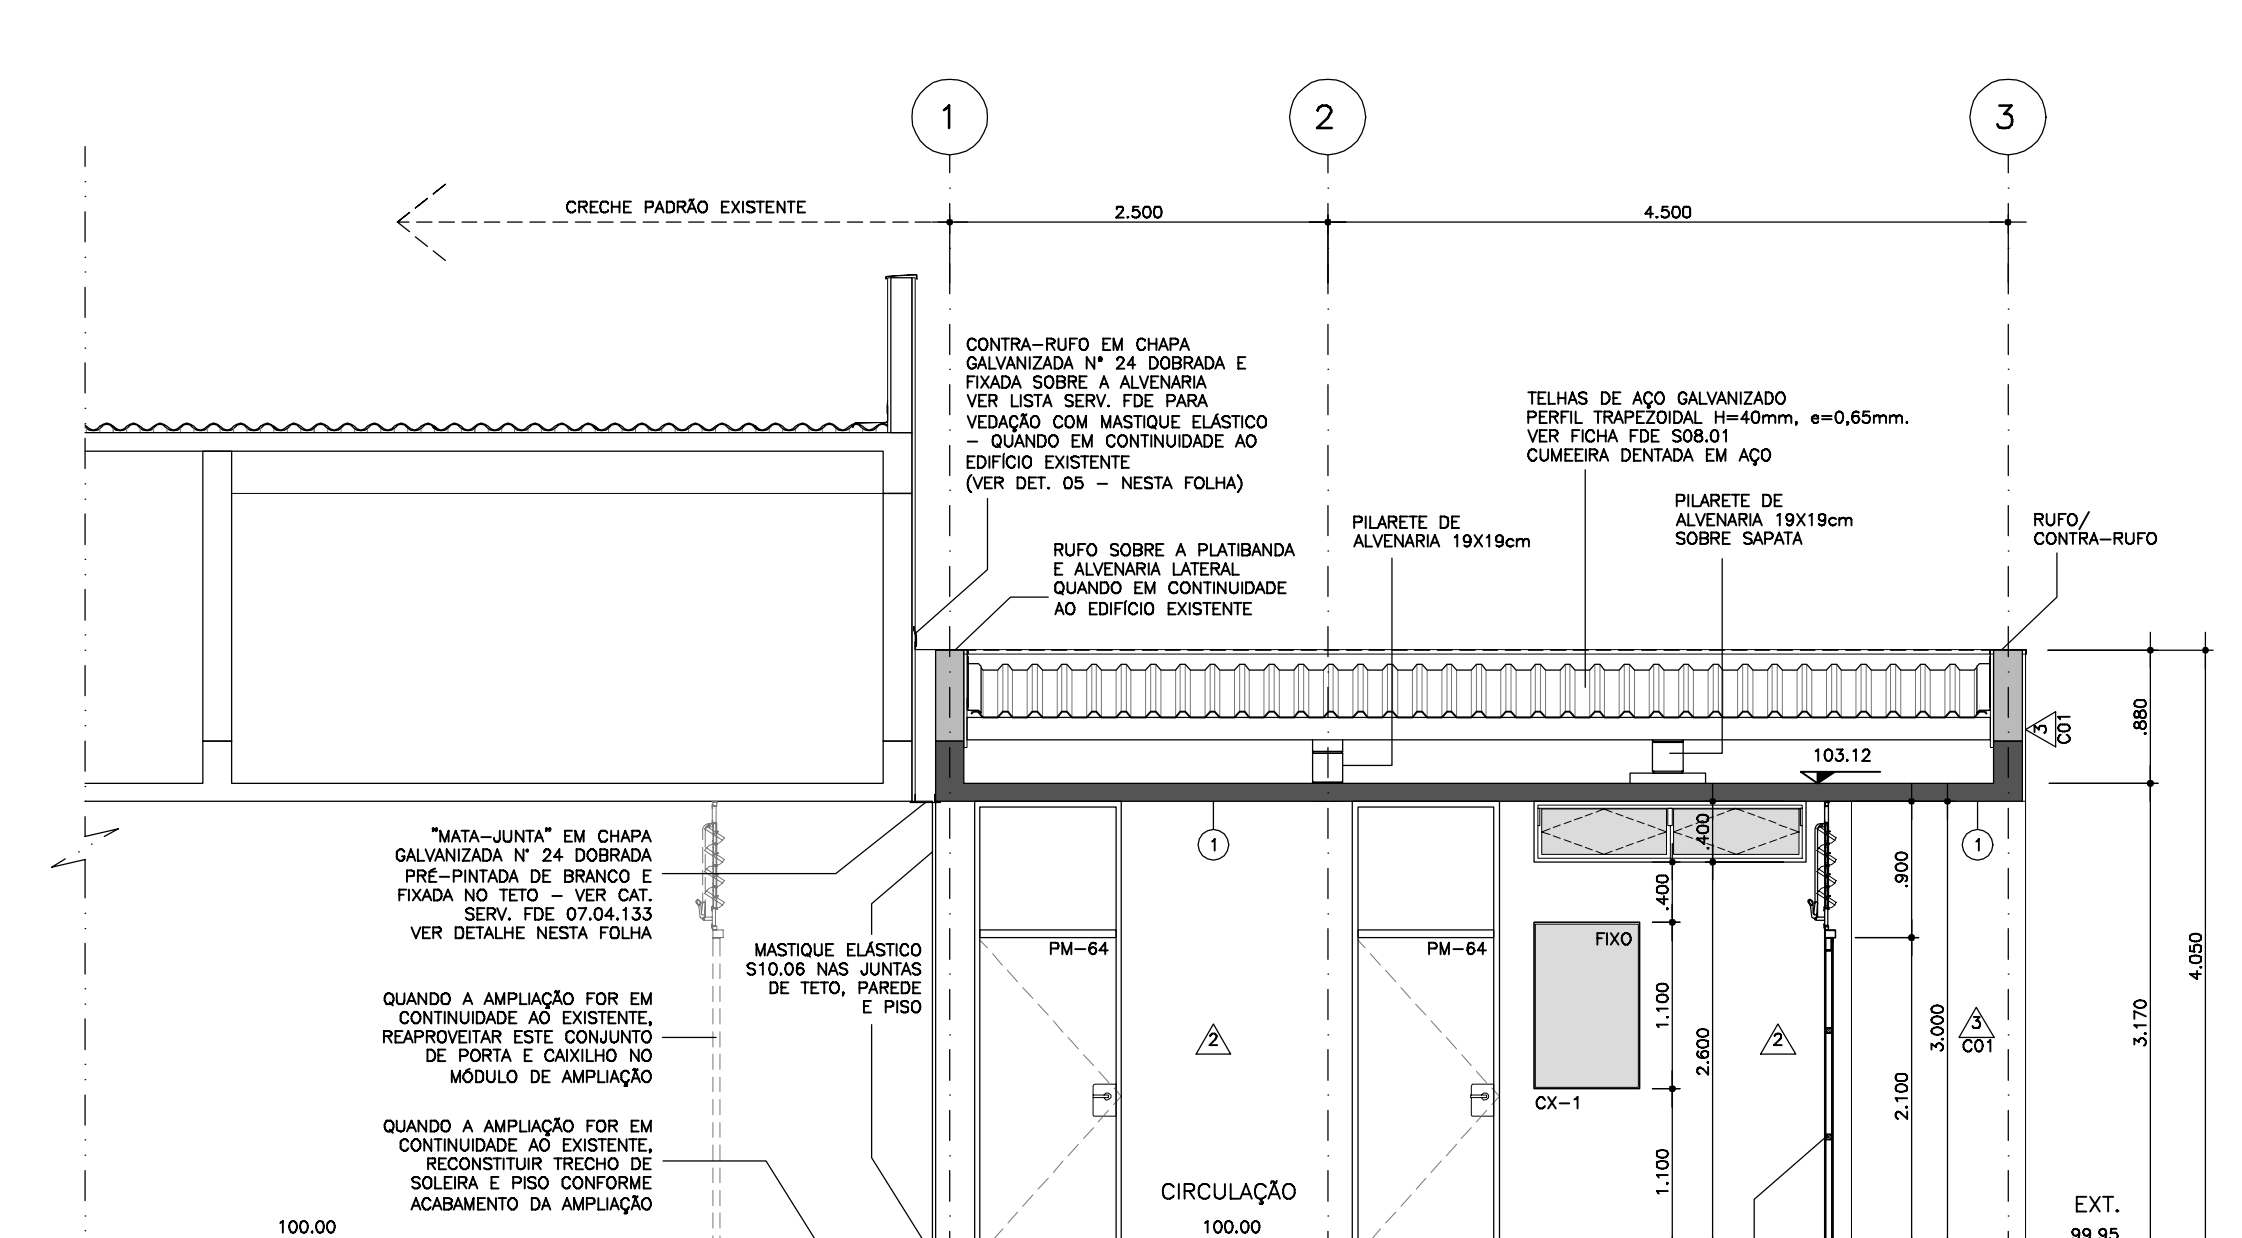 1
2
3
CRECHE PADRÃO EXISTENTE
2.500
4.500
CONTRA-RUFO EM CHAPA
GALVANIZADA N° 24 DOBRADA E
FIXADA SOBRE A ALVENARIA
VER LISTA SERV. FDE PARA
VEDAÇÃO COM MASTIQUE ELÁSTICO
– QUANDO EM CONTINUIDADE AO
EDIFÍCIO EXISTENTE
(VER DET. 05 – NESTA FOLHA)
TELHAS DE AÇO GALVANIZADO
PERFIL TRAPEZOIDAL H=40mm, e=0,65mm.
VER FICHA FDE S08.01
CUMEEIRA DENTADA EM AÇO
PILARETE DE
ALVENARIA 19X19cm
SOBRE SAPATA
PILARETE DE
ALVENARIA 19X19cm
RUFO/
CONTRA-RUFO
RUFO SOBRE A PLATIBANDA
E ALVENARIA LATERAL
QUANDO EM CONTINUIDADE
AO EDIFÍCIO EXISTENTE
103.12
3
C01
.880
"MATA-JUNTA" EM CHAPA
GALVANIZADA N° 24 DOBRADA
PRÉ-PINTADA DE BRANCO E
FIXADA NO TETO – VER CAT.
SERV. FDE 07.04.133
VER DETALHE NESTA FOLHA
1
1
.400
.400
.900
MASTIQUE ELÁSTICO
S10.06 NAS JUNTAS
DE TETO, PAREDE
E PISO
PM-64
PM-64
FIXO
4.050
QUANDO A AMPLIAÇÃO FOR EM
CONTINUIDADE AO EXISTENTE,
REAPROVEITAR ESTE CONJUNTO
DE PORTA E CAIXILHO NO
MÓDULO DE AMPLIAÇÃO
2
1.100
2.600
2
3.000
3
C01
3.170
CX-1
2.100
QUANDO A AMPLIAÇÃO FOR EM
CONTINUIDADE AO EXISTENTE,
RECONSTITUIR TRECHO DE
SOLEIRA E PISO CONFORME
ACABAMENTO DA AMPLIAÇÃO
1.100
CIRCULAÇÃO
100.00
100.00
EXT.
99.95